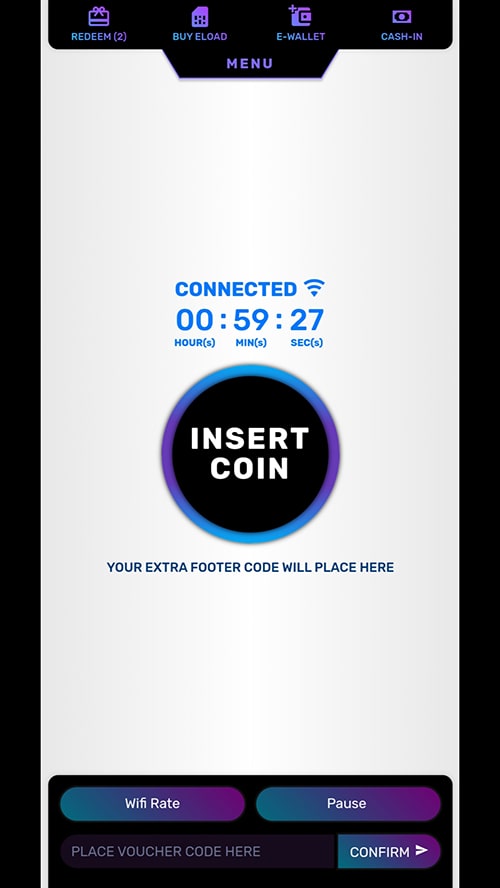 REDEEM (2) BUY ELOAD E-WALLET CASH-IN
MENU
CONNECTED
00 : 59 : 27
HOUR(s) MIN(s) SEC(s)
INSERT
COIN
YOUR EXTRA FOOTER CODE WILL PLACE HERE
Wifi Rate Pause
PLACE VOUCHER CODE HERE CONFIRM